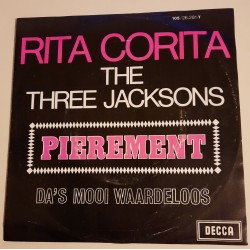 RITA CORITA
THE
THREE JACKSONS
PIEREMENT
DA'S MOOI WAARDELOOS
DECCA